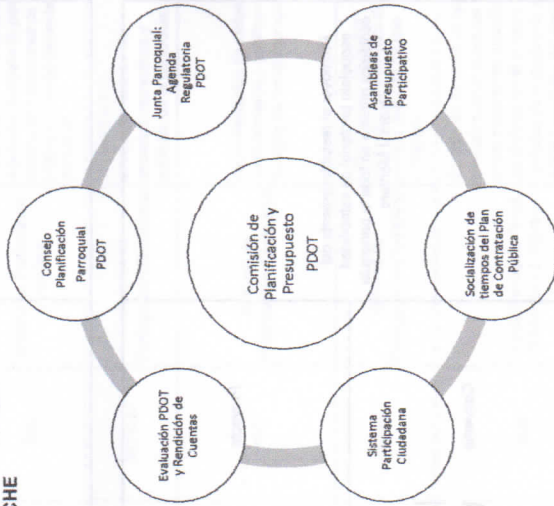 CHE
Consejo
Planificación
Parroquial
PDOT
Junta Parroquial:
Agenda
Regulatoria
PDOT
Asambleas de
presupuesto
Participativo
Socialización de
tiempos del Plan
de Contratación
Pública
Sistema
Participación
Ciudadana
Evaluación PDOT
y Rendición de
Cuentas
Comisión de
Planificación y
Presupuesto
PDOT